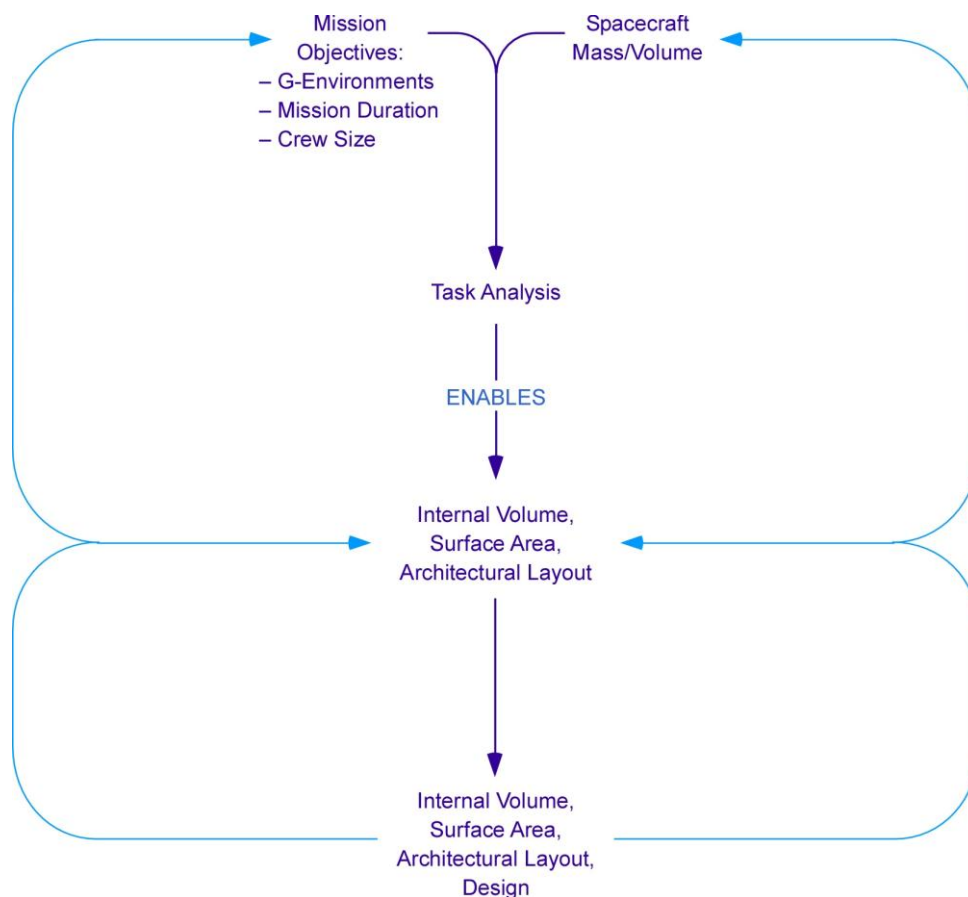 Mission
Objectives:
– G-Environments
– Mission Duration
– Crew Size
Spacecraft
Mass/Volume
Task Analysis
ENABLES
Internal Volume,
Surface Area,
Architectural Layout
Internal Volume,
Surface Area,
Architectural Layout,
Design